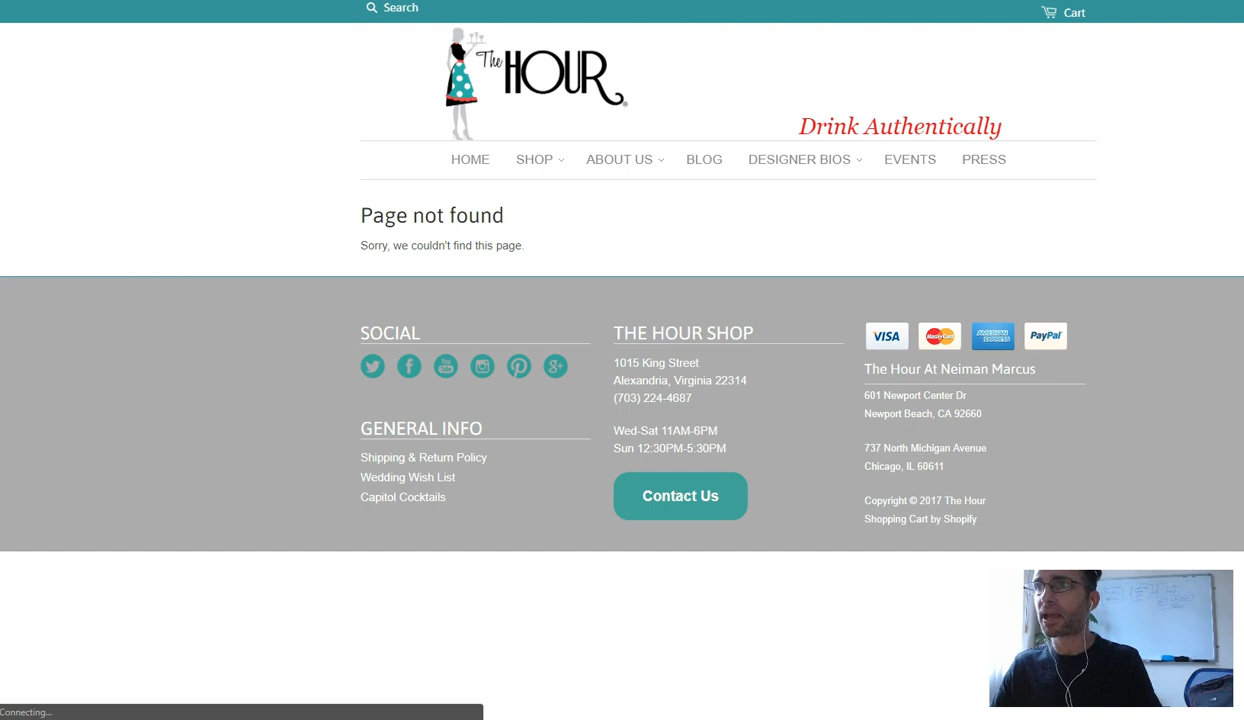 Search
Cart
The HOUR®
Drink Authentically
HOME SHOP ABOUT US BLOG DESIGNER BIOS EVENTS PRESS
Page not found
Sorry, we couldn't find this page.
SOCIAL
You Tube
GENERAL INFO
Shipping & Return Policy
Wedding Wish List
Capitol Cocktails
THE HOUR SHOP
1015 King Street
Alexandria, Virginia 22314
(703) 224-4687
Wed-Sat 11AM-6PM
Sun 12:30PM-5:30PM
Contact Us
VISA MasterCard AMERICAN EXPRESS PayPal
The Hour At Neiman Marcus
601 Newport Center Dr
Newport Beach, CA 92660
737 North Michigan Avenue
Chicago, IL 60611
Copyright © 2017 The Hour
Shopping Cart by Shopify
Connecting...